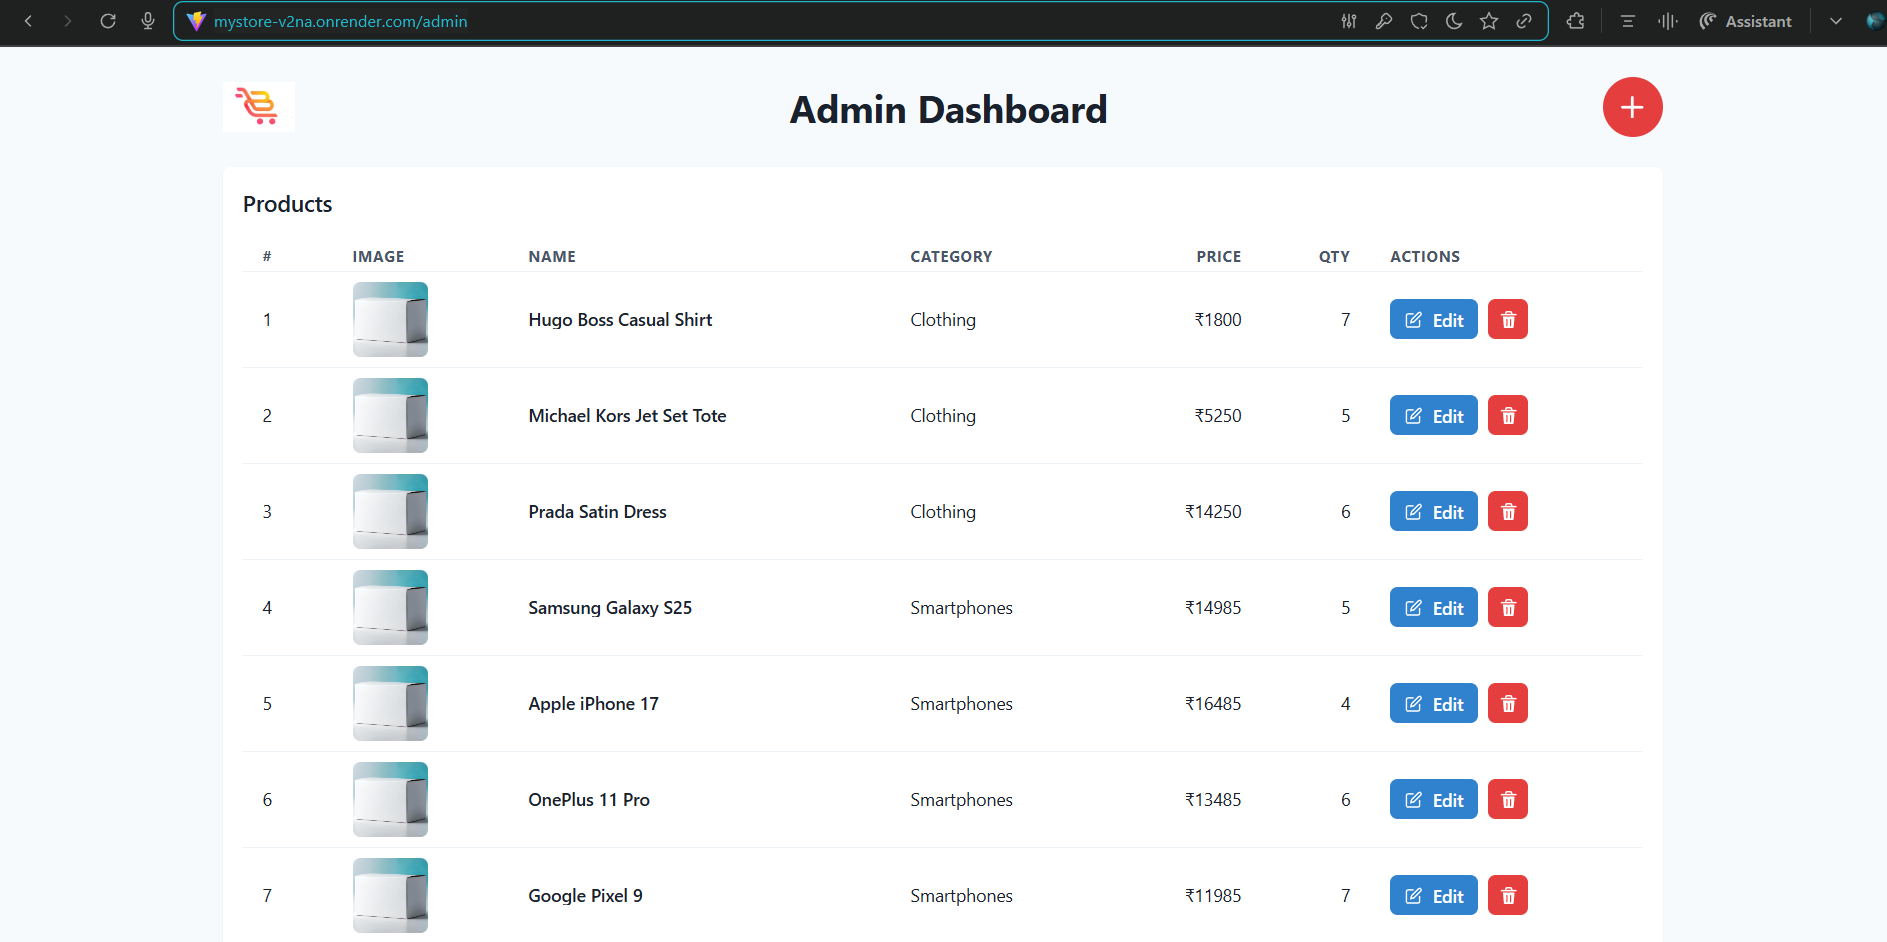 mystore-v2na.onrender.com/admin
Assistant
Admin Dashboard
Products
# IMAGE NAME CATEGORY PRICE QTY ACTIONS
1 Hugo Boss Casual Shirt Clothing ₹1800 7 Edit
2 Michael Kors Jet Set Tote Clothing ₹5250 5 Edit
3 Prada Satin Dress Clothing ₹14250 6 Edit
4 Samsung Galaxy S25 Smartphones ₹14985 5 Edit
5 Apple iPhone 17 Smartphones ₹16485 4 Edit
6 OnePlus 11 Pro Smartphones ₹13485 6 Edit
7 Google Pixel 9 Smartphones ₹11985 7 Edit